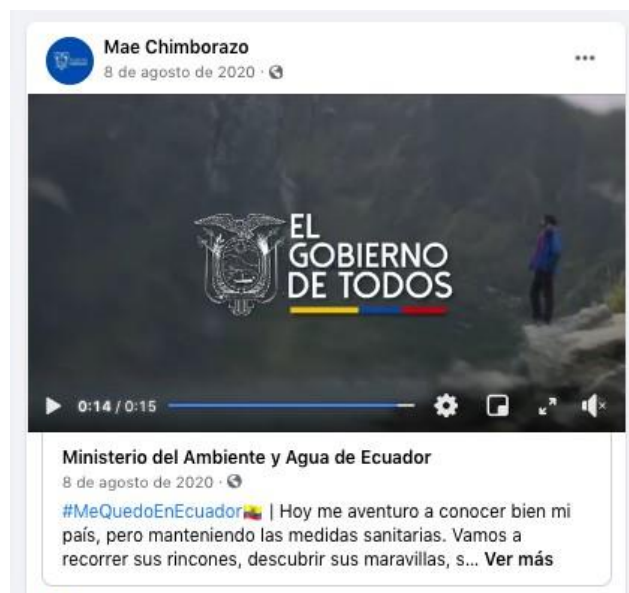 Mae Chimborazo
8 de agosto de 2020 ·
EL
GOBIERNO
DE TODOS
0:14 / 0:15
Ministerio del Ambiente y Agua de Ecuador
8 de agosto de 2020 ·
#MeQuedoEnEcuador🇪🇨 | Hoy me aventuro a conocer bien mi
país, pero manteniendo las medidas sanitarias. Vamos a
recorrer sus rincones, descubrir sus maravillas, s... Ver más